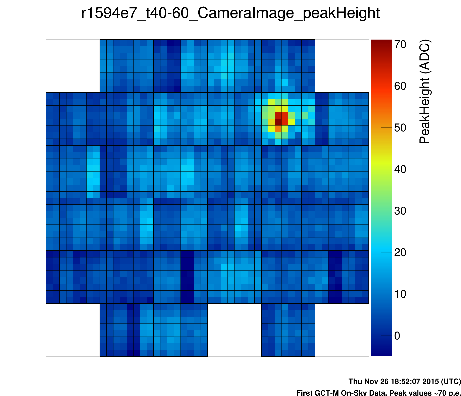 r1594e7_t40-60_CameraImage_peakHeight
70
60
50
40
30
20
10
0
PeakHeight (ADC)
Thu Nov 26 18:52:07 2015 (UTC)
First GCT-M On-Sky Data. Peak values ~70 p.e.